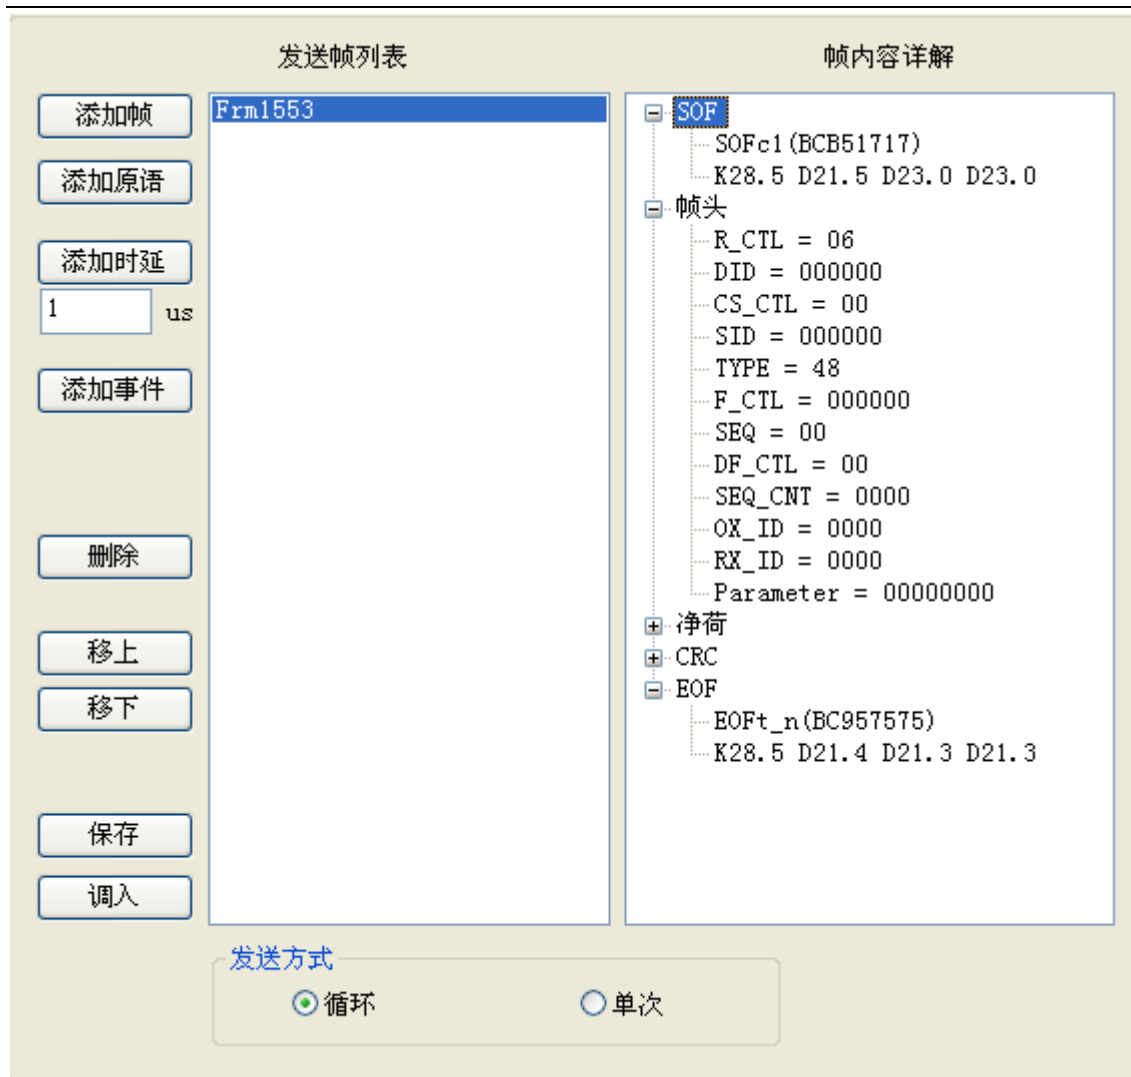 发送帧列表
帧内容详解
添加帧
添加原语
添加时延
1 us
添加事件
删除
移上
移下
保存
调入
Frm1553
SOF
SOFc1(BCB51717)
K28.5 D21.5 D23.0 D23.0
帧头
R_CTL = 06
DID = 000000
CS_CTL = 00
SID = 000000
TYPE = 48
F_CTL = 000000
SEQ = 00
DF_CTL = 00
SEQ_CNT = 0000
OX_ID = 0000
RX_ID = 0000
Parameter = 00000000
净荷
CRC
EOF
EOFt_n(BC957575)
K28.5 D21.4 D21.3 D21.3
发送方式
循环
单次